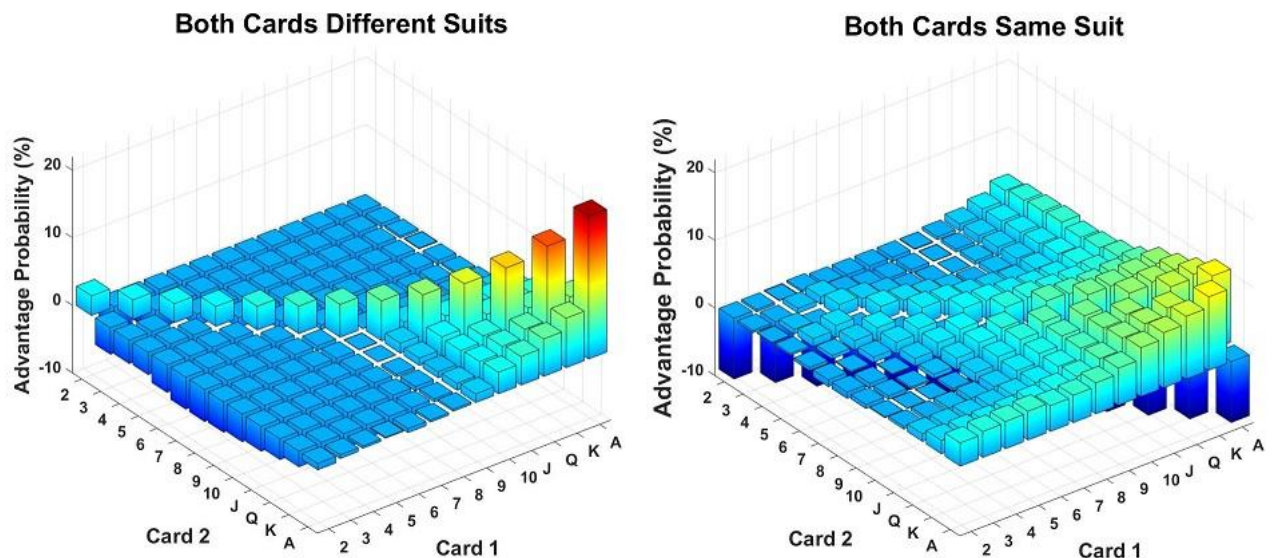 Both Cards Different Suits
Advantage Probability (%)
20
10
0
-10
2
3
4
5
6
7
8
9
10
J
Q
K
A
Card 2
2
3
4
5
6
7
8
9
10
J
Q
K
A
Card 1
Both Cards Same Suit
Advantage Probability (%)
20
10
0
-10
2
3
4
5
6
7
8
9
10
J
Q
K
A
Card 2
2
3
4
5
6
7
8
9
10
J
Q
K
A
Card 1